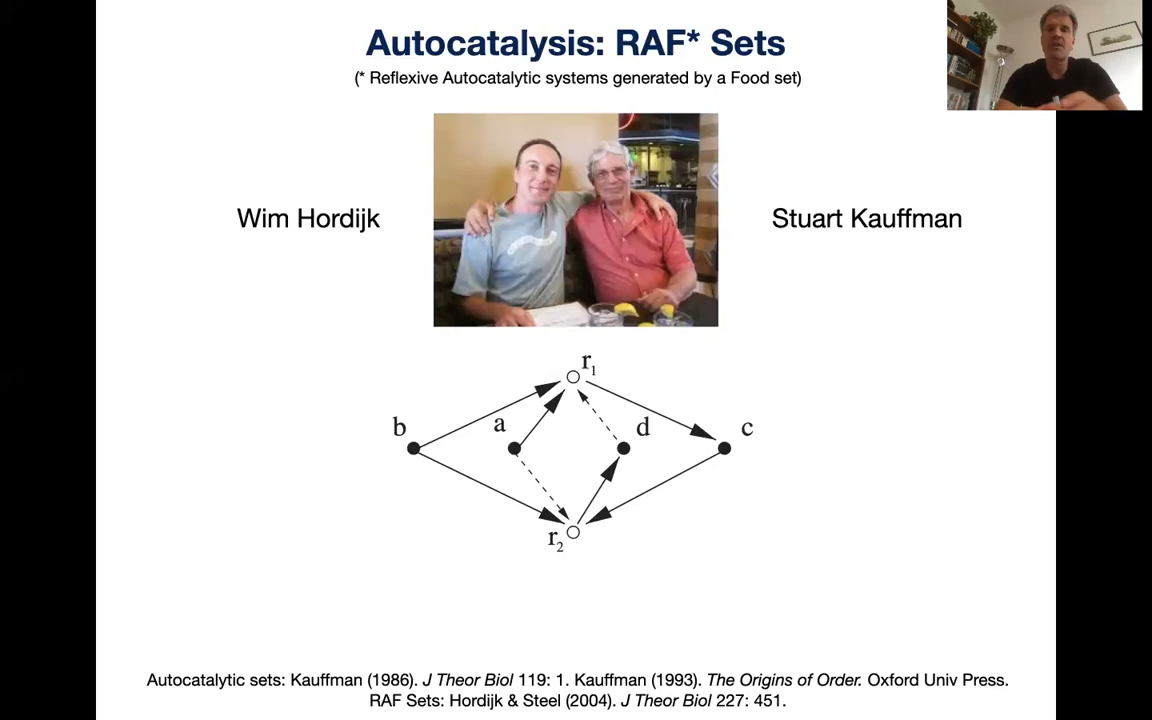 Autocatalysis: RAF* Sets
(* Reflexive Autocatalytic systems generated by a Food set)
Wim Hordijk
Stuart Kauffman
r1
b
a
d
c
r2
Autocatalytic sets: Kauffman (1986). J Theor Biol 119: 1. Kauffman (1993). The Origins of Order. Oxford Univ Press.
RAF Sets: Hordijk & Steel (2004). J Theor Biol 227: 451.